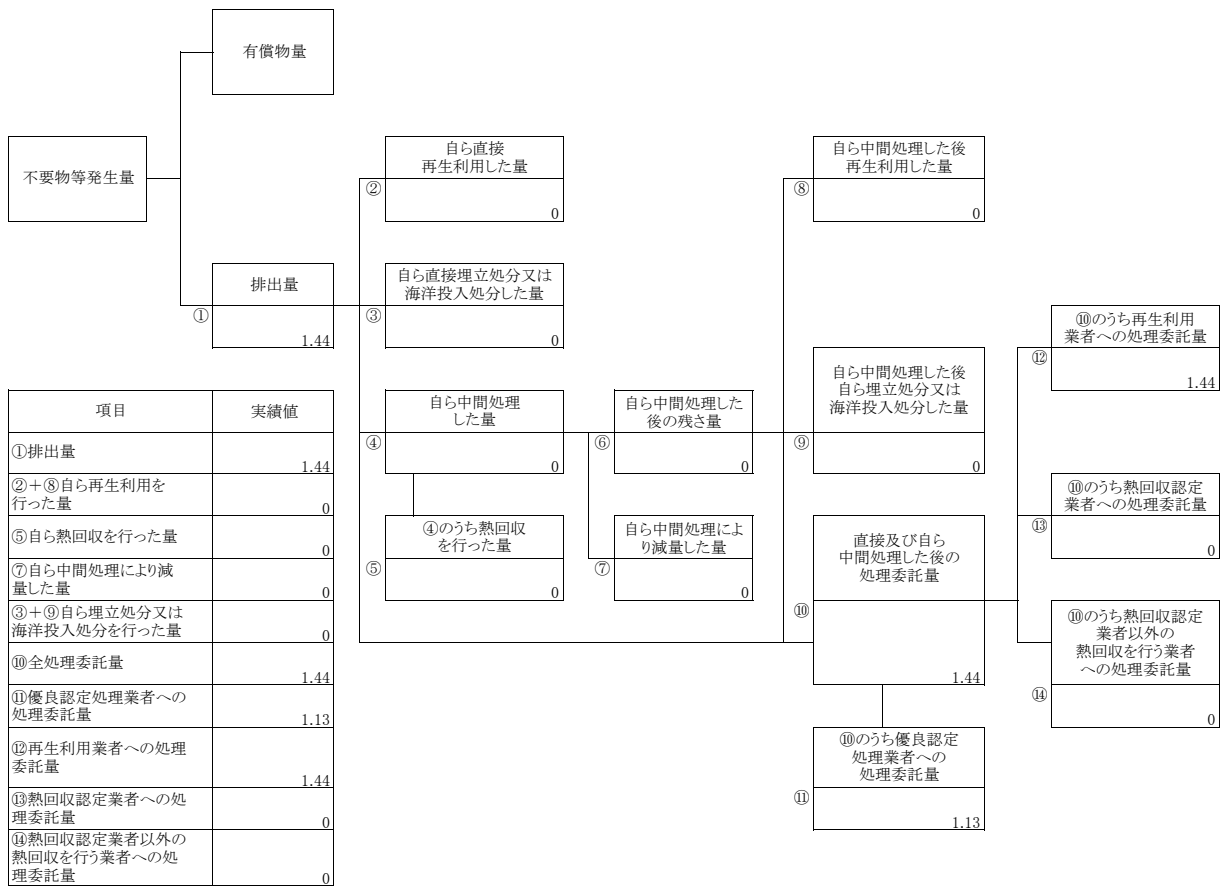 有償物量
不要物等発生量
自ら直接
再生利用した量
②
0
自ら中間処理した後
再生利用した量
⑧
0
排出量
①
1.44
自ら直接埋立処分又は
海洋投入処分した量
③
0
⑩のうち再生利用
業者への処理委託量
⑫
1.44
自ら中間処理
した量
④
0
自ら中間処理した
後の残さ量
⑥
0
自ら中間処理した後
自ら埋立処分又は
海洋投入処分した量
⑨
0
⑩のうち熱回収認定
業者への処理委託量
⑬
0
④のうち熱回収
を行った量
⑤
0
自ら中間処理によ
り減量した量
⑦
0
直接及び自ら
中間処理した後の
処理委託量
⑩
1.44
⑩のうち熱回収認定
業者以外の
熱回収を行う業者
への処理委託量
⑭
0
⑩のうち優良認定
処理業者への
処理委託量
⑪
1.13
項目 実績値
①排出量
1.44
②+⑧自ら再生利用を
行った量
0
⑤自ら熱回収を行った量
0
⑦自ら中間処理により減
量した量
0
③+⑨自ら埋立処分又は
海洋投入処分を行った量
0
⑩全処理委託量
1.44
⑪優良認定処理業者への
処理委託量
1.13
⑫再生利用業者への処理
委託量
1.44
⑬熱回収認定業者への処
理委託量
0
⑭熱回収認定業者以外の
熱回収を行う業者への処
理委託量
0